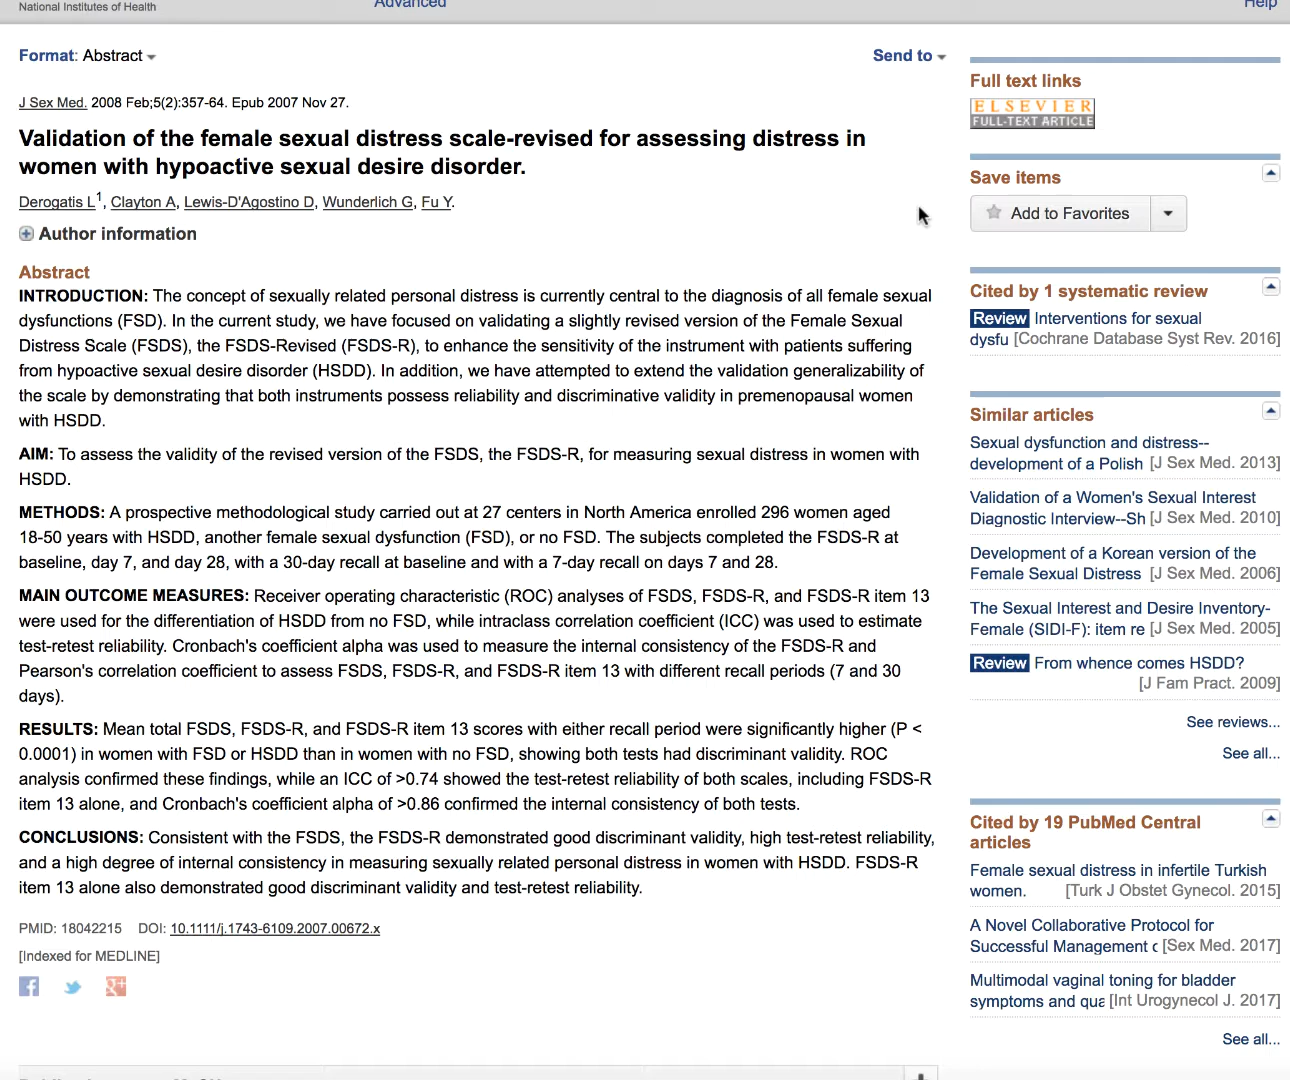 National Institutes of Health
Advanced
Help
Format: Abstract
Send to
J Sex Med. 2008 Feb;5(2):357-64. Epub 2007 Nov 27.
Validation of the female sexual distress scale-revised for assessing distress in
women with hypoactive sexual desire disorder.
Derogatis L1, Clayton A, Lewis-D'Agostino D, Wunderlich G, Fu Y.
Author information
Abstract
INTRODUCTION: The concept of sexually related personal distress is currently central to the diagnosis of all female sexual
dysfunctions (FSD). In the current study, we have focused on validating a slightly revised version of the Female Sexual
Distress Scale (FSDS), the FSDS-Revised (FSDS-R), to enhance the sensitivity of the instrument with patients suffering
from hypoactive sexual desire disorder (HSDD). In addition, we have attempted to extend the validation generalizability of
the scale by demonstrating that both instruments possess reliability and discriminative validity in premenopausal women
with HSDD.
AIM: To assess the validity of the revised version of the FSDS, the FSDS-R, for measuring sexual distress in women with
HSDD.
METHODS: A prospective methodological study carried out at 27 centers in North America enrolled 296 women aged
18-50 years with HSDD, another female sexual dysfunction (FSD), or no FSD. The subjects completed the FSDS-R at
baseline, day 7, and day 28, with a 30-day recall at baseline and with a 7-day recall on days 7 and 28.
MAIN OUTCOME MEASURES: Receiver operating characteristic (ROC) analyses of FSDS, FSDS-R, and FSDS-R item 13
were used for the differentiation of HSDD from no FSD, while intraclass correlation coefficient (ICC) was used to estimate
test-retest reliability. Cronbach's coefficient alpha was used to measure the internal consistency of the FSDS-R and
Pearson's correlation coefficient to assess FSDS, FSDS-R, and FSDS-R item 13 with different recall periods (7 and 30
days).
RESULTS: Mean total FSDS, FSDS-R, and FSDS-R item 13 scores with either recall period were significantly higher (P <
0.0001) in women with FSD or HSDD than in women with no FSD, showing both tests had discriminant validity. ROC
analysis confirmed these findings, while an ICC of >0.74 showed the test-retest reliability of both scales, including FSDS-R
item 13 alone, and Cronbach's coefficient alpha of >0.86 confirmed the internal consistency of both tests.
CONCLUSIONS: Consistent with the FSDS, the FSDS-R demonstrated good discriminant validity, high test-retest reliability,
and a high degree of internal consistency in measuring sexually related personal distress in women with HSDD. FSDS-R
item 13 alone also demonstrated good discriminant validity and test-retest reliability.
PMID: 18042215 DOI: 10.1111/j.1743-6109.2007.00672.x
[Indexed for MEDLINE]
Full text links
ELSEVIER
FULL-TEXT ARTICLE
Save items
Add to Favorites
Cited by 1 systematic review
Review Interventions for sexual
dysfu [Cochrane Database Syst Rev. 2016]
Similar articles
Sexual dysfunction and distress--
development of a Polish [J Sex Med. 2013]
Validation of a Women's Sexual Interest
Diagnostic Interview--Sh [J Sex Med. 2010]
Development of a Korean version of the
Female Sexual Distress [J Sex Med. 2006]
The Sexual Interest and Desire Inventory-
Female (SIDI-F): item re [J Sex Med. 2005]
Review From whence comes HSDD?
[J Fam Pract. 2009]
See reviews...
See all...
Cited by 19 PubMed Central
articles
Female sexual distress in infertile Turkish
women. [Turk J Obstet Gynecol. 2015]
A Novel Collaborative Protocol for
Successful Management c [Sex Med. 2017]
Multimodal vaginal toning for bladder
symptoms and qua [Int Urogynecol J. 2017]
See all...